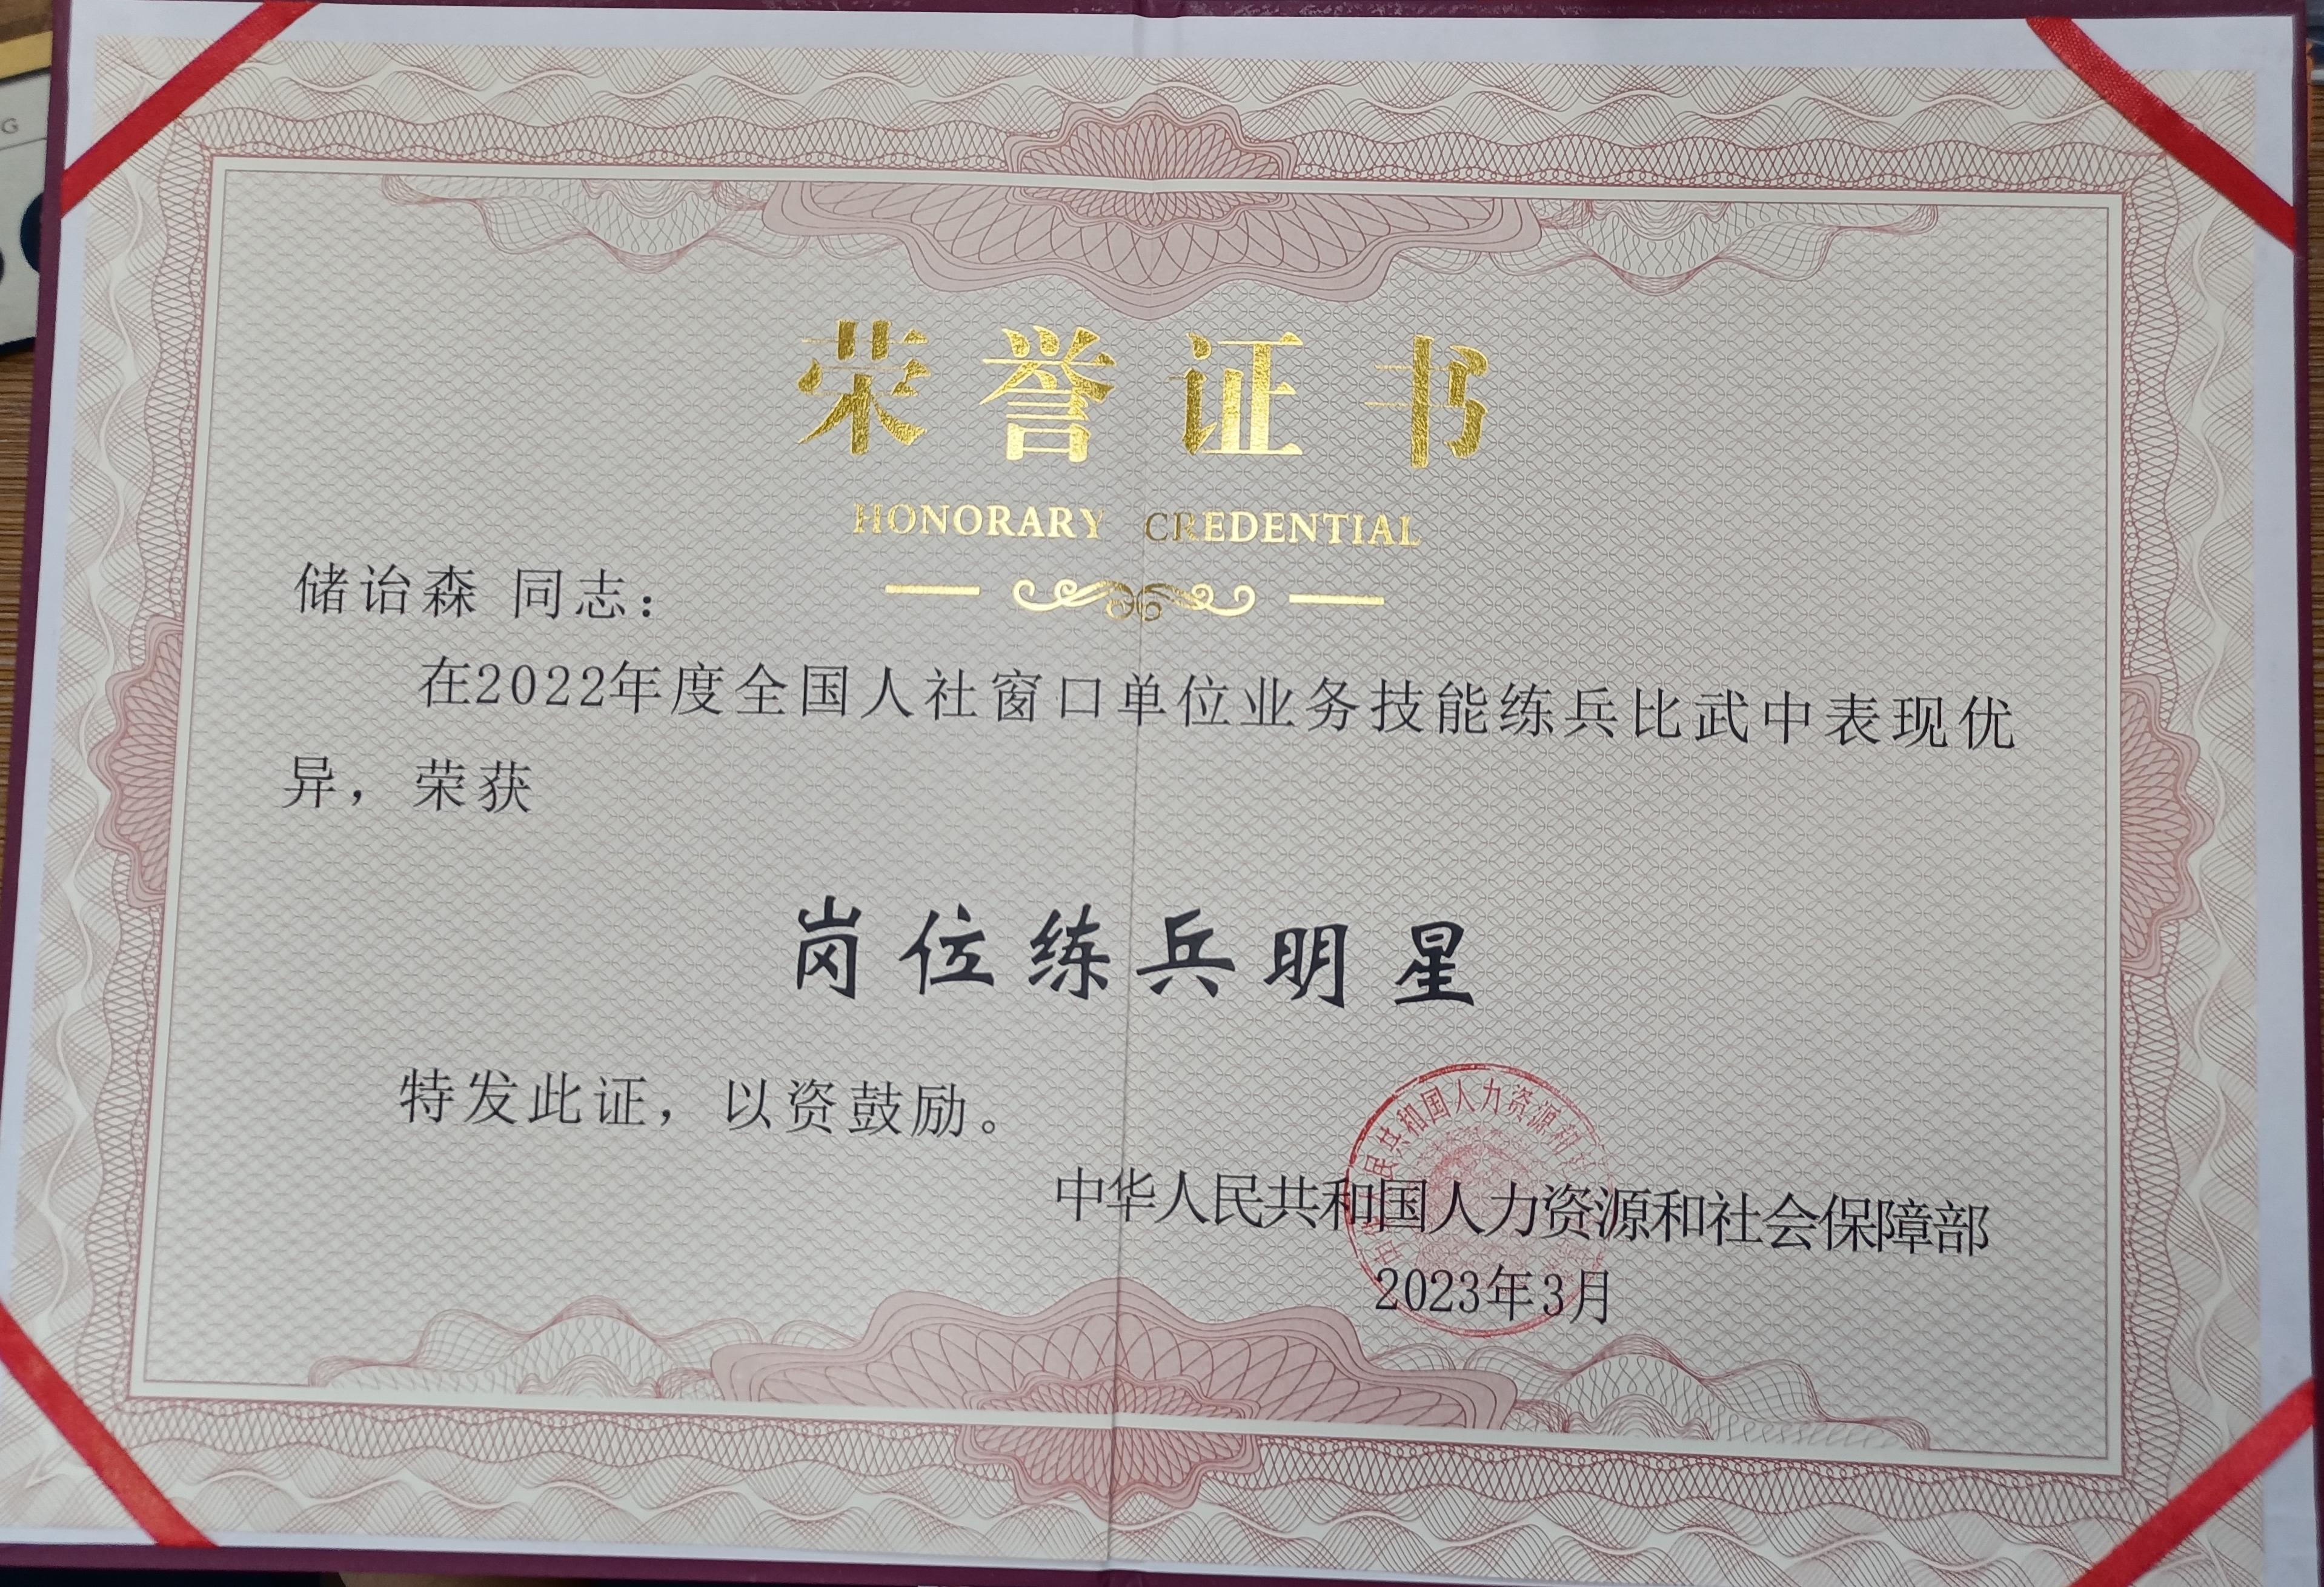 荣誉证书
HONORARY CREDENTIAL
储诒森 同志：
在2022年度全国人社窗口单位业务技能练兵比武中表现优
异，荣获
岗位练兵明星
特发此证，以资鼓励。
中华人民共和国人力资源和社会保障部
2023年3月
G